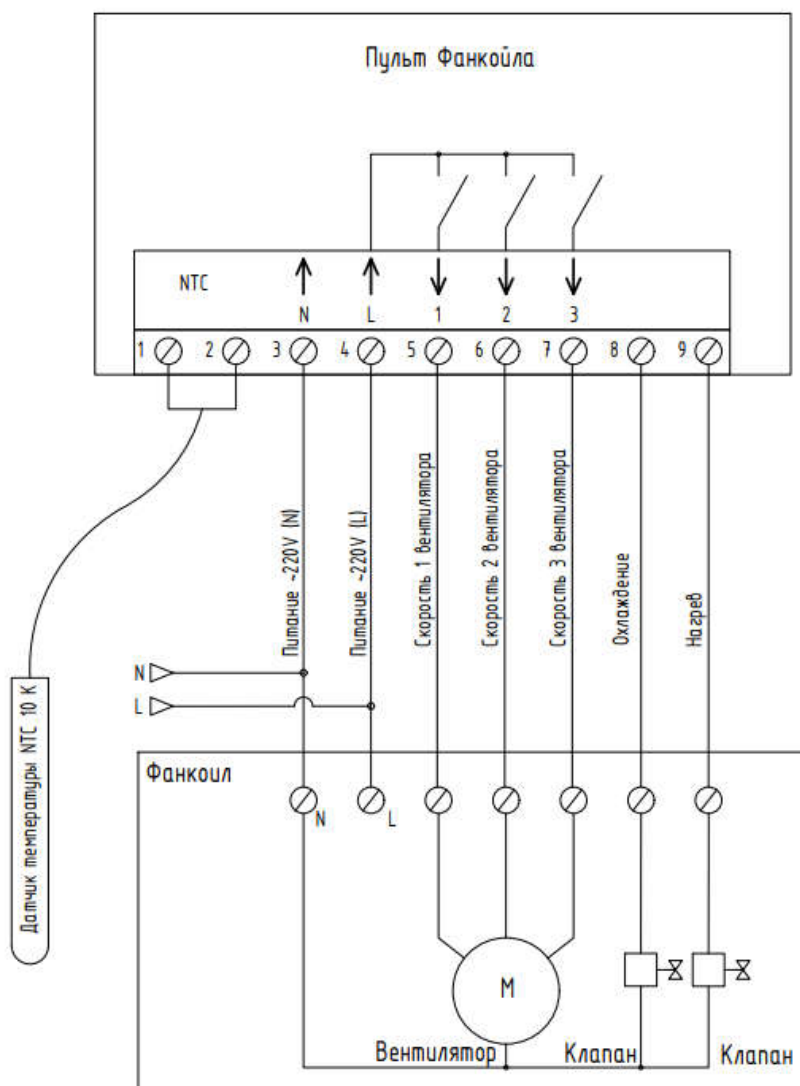 Пульт Фанкойла
NTC
N
L
1
2
3
1
2
3
4
5
6
7
8
9
Питание ~220V (N)
Питание ~220V (L)
Скорость 1 вентилятора
Скорость 2 вентилятора
Скорость 3 вентилятора
Охлаждение
Нагрев
N
L
Датчик температуры NTC 10 K
Фанкоил
N
L
M
Вентилятор
Клапан
Клапан